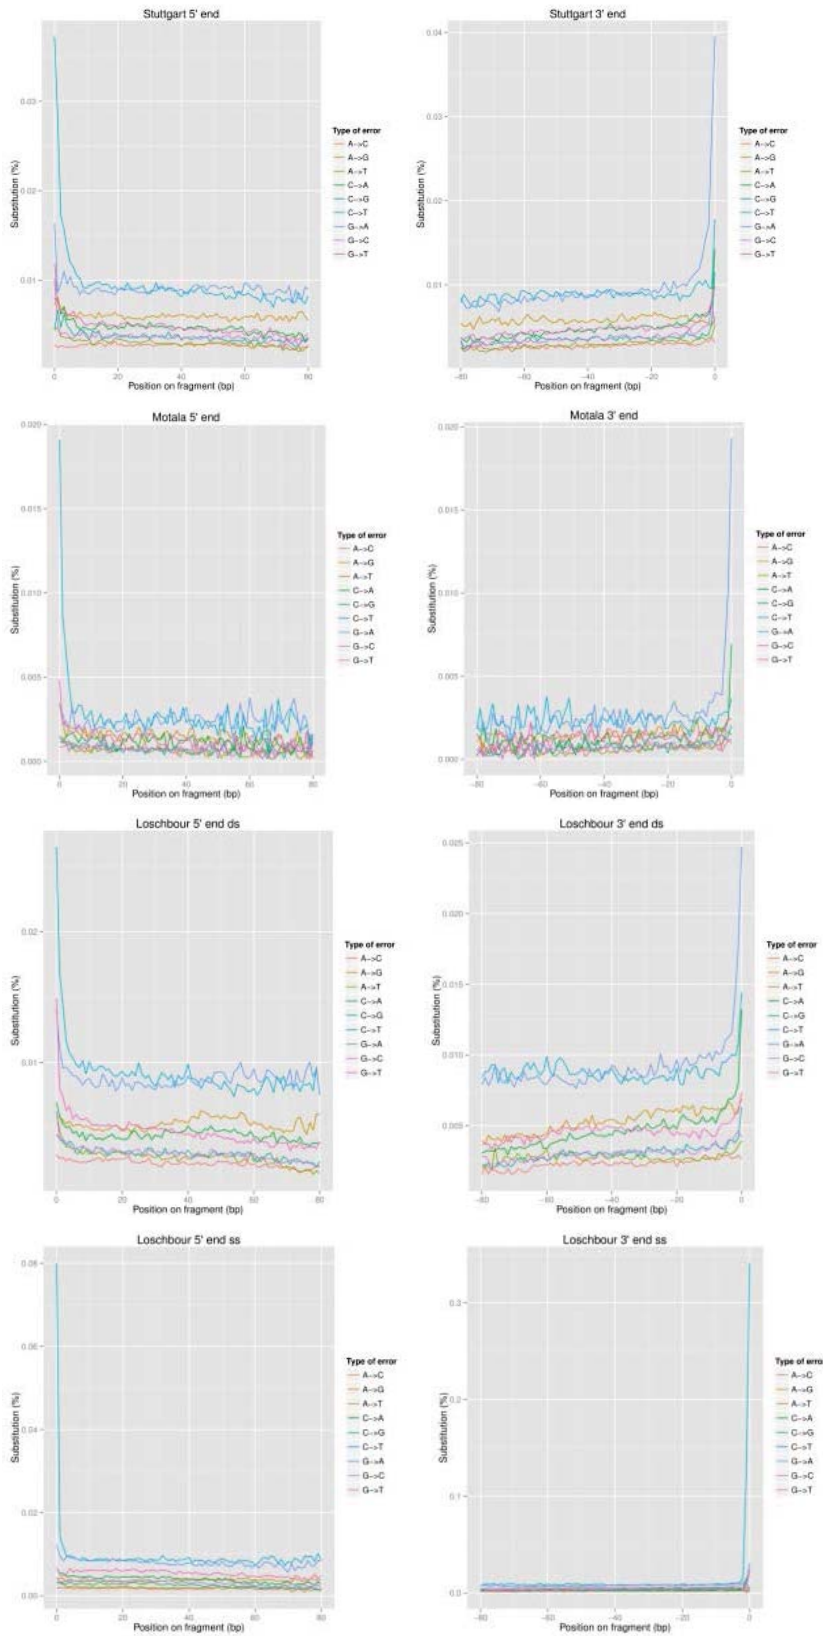 Stuttgart 5' end
Substitution (%)
0.03
0.02
0.01
0
20
40
60
80
Position on fragment (bp)
Type of error
A->C
A->G
A->T
C->A
C->G
C->T
G->A
G->C
G->T
Stuttgart 3' end
Substitution (%)
0.04
0.03
0.02
0.01
-80
-60
-40
-20
0
Position on fragment (bp)
Type of error
A->C
A->G
A->T
C->A
C->G
C->T
G->A
G->C
G->T
Motala 5' end
Substitution (%)
0.020
0.015
0.010
0.005
0.000
0
20
40
60
80
Position on fragment (bp)
Type of error
A->C
A->G
A->T
C->A
C->G
C->T
G->A
G->C
G->T
Motala 3' end
Substitution (%)
0.020
0.015
0.010
0.005
0.000
-80
-60
-40
-20
0
Position on fragment (bp)
Type of error
A->C
A->G
A->T
C->A
C->G
C->T
G->A
G->C
G->T
Loschbour 5' end ds
Substitution (%)
0.02
0.01
0
20
40
60
80
Position on fragment (bp)
Type of error
A->C
A->G
A->T
C->A
C->G
C->T
G->A
G->C
G->T
Loschbour 3' end ds
Substitution (%)
0.025
0.020
0.015
0.010
0.005
-80
-60
-40
-20
0
Position on fragment (bp)
Type of error
A->C
A->G
A->T
C->A
C->G
C->T
G->A
G->C
G->T
Loschbour 5' end ss
Substitution (%)
0.08
0.06
0.04
0.02
0.00
0
20
40
60
80
Position on fragment (bp)
Type of error
A->C
A->G
A->T
C->A
C->G
C->T
G->A
G->C
G->T
Loschbour 3' end ss
Substitution (%)
0.3
0.2
0.1
0.0
-80
-60
-40
-20
0
Position on fragment (bp)
Type of error
A->C
A->G
A->T
C->A
C->G
C->T
G->A
G->C
G->T